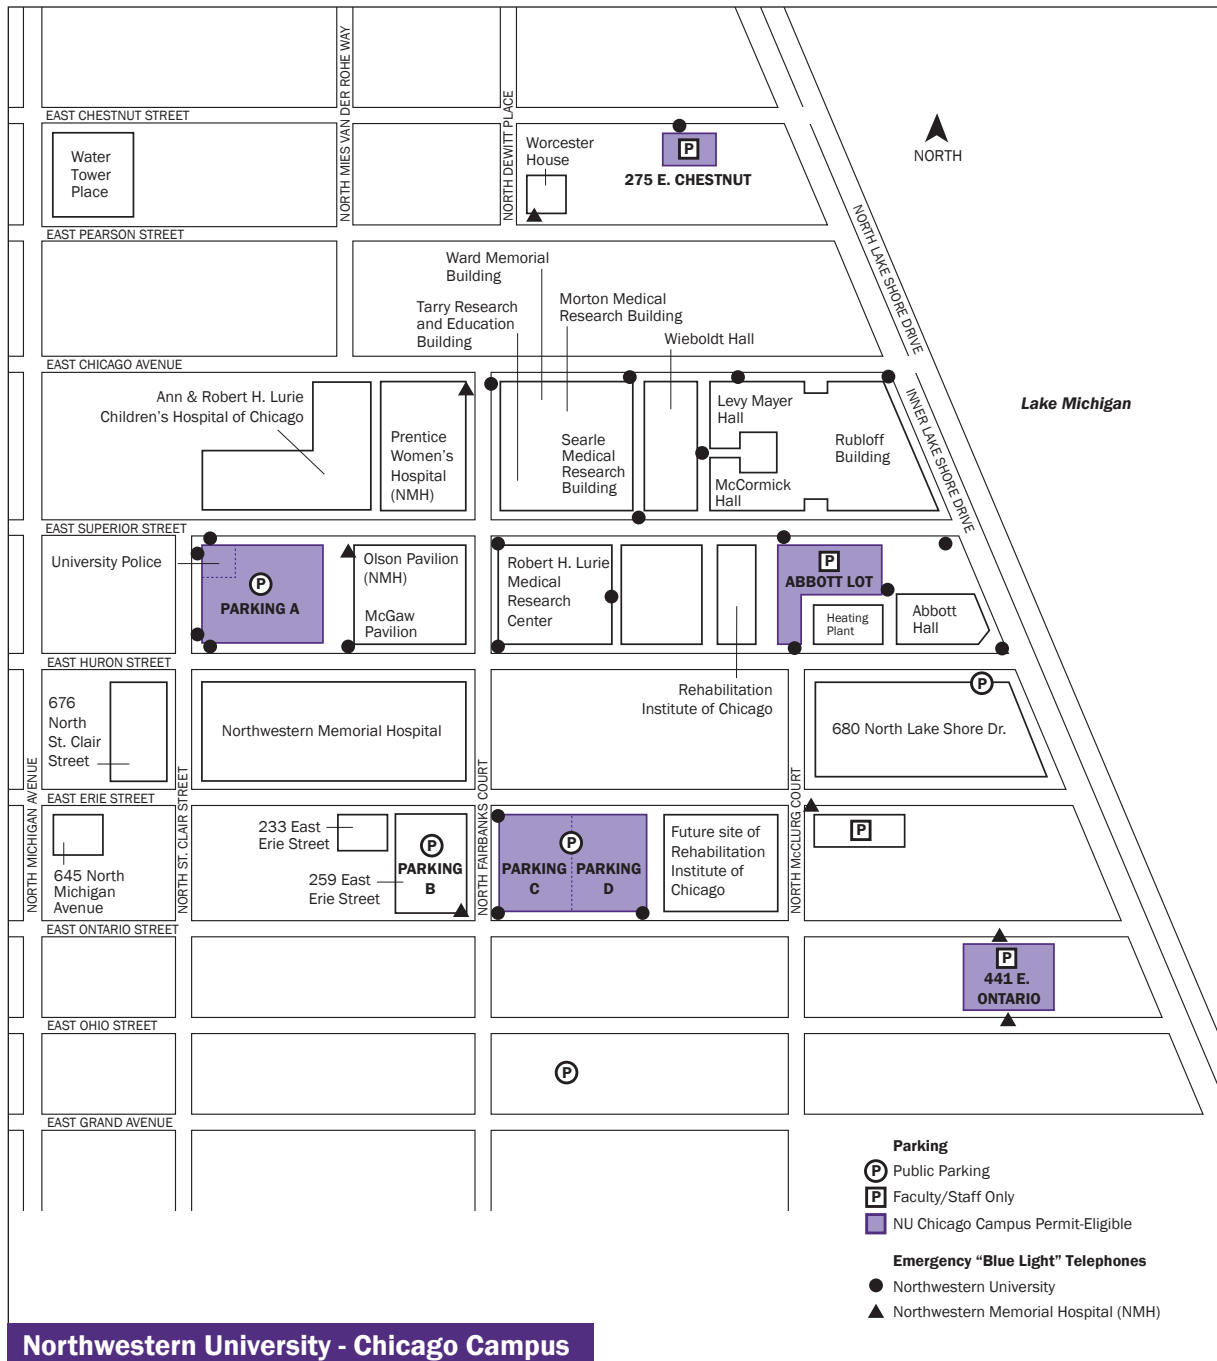 EAST CHESTNUT STREET
NORTH MIES VAN DER ROHE WAY
NORTH DEWITT PLACE
Water
Tower
Place
Worcester
House
P
275 E. CHESTNUT
NORTH
EAST PEARSON STREET
NORTH LAKE SHORE DRIVE
Ward Memorial
Building
Tarry Research
and Education
Building
Morton Medical
Research Building
Wieboldt Hall
EAST CHICAGO AVENUE
Ann & Robert H. Lurie
Children's Hospital of Chicago
Prentice
Women's
Hospital
(NMH)
Searle
Medical
Research
Building
Levy Mayer
Hall
McCormick
Hall
Rubloff
Building
INNER LAKE SHORE DRIVE
Lake Michigan
EAST SUPERIOR STREET
University Police
P
PARKING A
Olson Pavilion
(NMH)
McGaw
Pavilion
Robert H. Lurie
Medical
Research
Center
P
ABBOTT LOT
Heating
Plant
Abbott
Hall
EAST HURON STREET
676
North
St. Clair
Street
Northwestern Memorial Hospital
Rehabilitation
Institute of Chicago
P
680 North Lake Shore Dr.
NORTH MICHIGAN AVENUE
NORTH ST. CLAIR STREET
NORTH FAIRBANKS COURT
NORTH McCLURG COURT
EAST ERIE STREET
645 North
Michigan
Avenue
233 East
Erie Street
259 East
Erie Street
P
PARKING
B
P
PARKING
C
PARKING
D
Future site of
Rehabilitation
Institute of
Chicago
P
EAST ONTARIO STREET
P
441 E.
ONTARIO
EAST OHIO STREET
P
EAST GRAND AVENUE
Parking
P Public Parking
P Faculty/Staff Only
NU Chicago Campus Permit-Eligible
Emergency “Blue Light” Telephones
Northwestern University
Northwestern Memorial Hospital (NMH)
Northwestern University - Chicago Campus